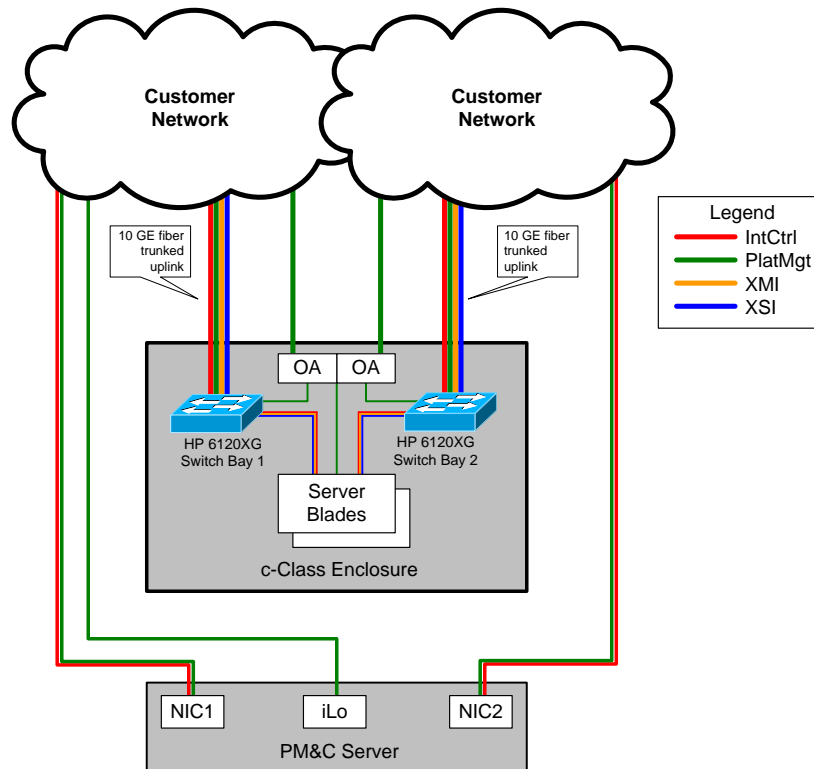 Customer
Network
Customer
Network
10 GE fiber
trunked
uplink
10 GE fiber
trunked
uplink
Legend
IntCtrl
PlatMgt
XMI
XSI
OA
OA
HP 6120XG
Switch Bay 1
HP 6120XG
Switch Bay 2
Server
Blades
c-Class Enclosure
NIC1
iLo
NIC2
PM&C Server